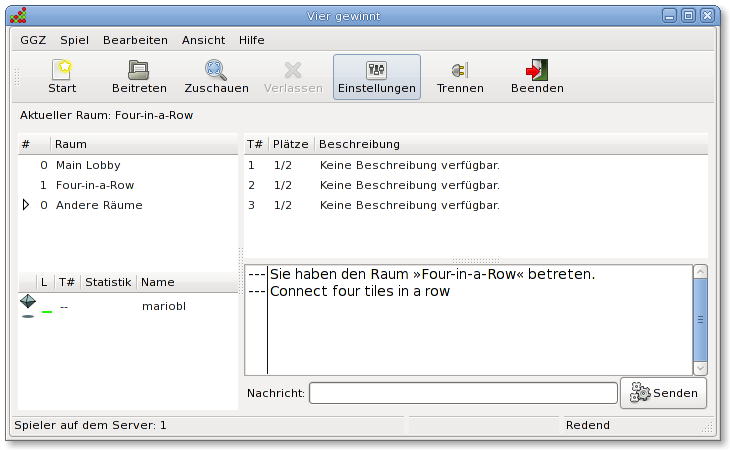 Vier gewinnt
GGZ Spiel Bearbeiten Ansicht Hilfe
Start Beitreten Zuschauen Verlassen Einstellungen Trennen Beenden
Aktueller Raum: Four-in-a-Row
# Raum
0 Main Lobby
1 Four-in-a-Row
0 Andere Räume
T# Plätze Beschreibung
1 1/2 Keine Beschreibung verfügbar.
2 1/2 Keine Beschreibung verfügbar.
3 1/2 Keine Beschreibung verfügbar.
L T# Statistik Name
-- mariobl
--- Sie haben den Raum »Four-in-a-Row« betreten.
--- Connect four tiles in a row
Nachricht: Senden
Spieler auf dem Server: 1 Redend